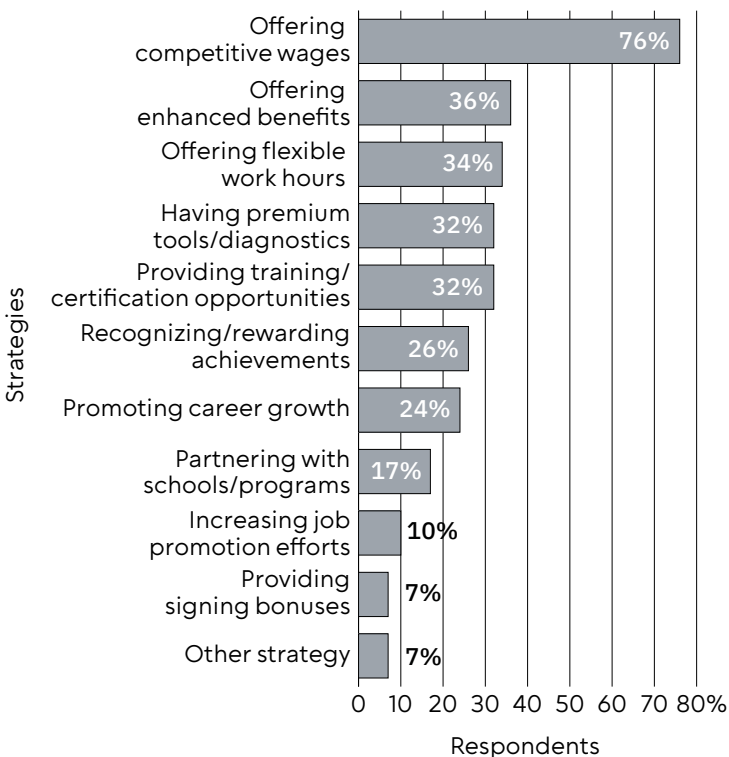 Offering
competitive wages
76%
Offering
enhanced benefits
36%
Offering flexible
work hours
34%
Having premium
tools/diagnostics
32%
Providing training/
certification opportunities
32%
Recognizing/rewarding
achievements
26%
Promoting career growth
24%
Partnering with
schools/programs
17%
Increasing job
promotion efforts
10%
Providing
signing bonuses
7%
Other strategy
7%
Strategies
0 10 20 30 40 50 60 70 80%
Respondents